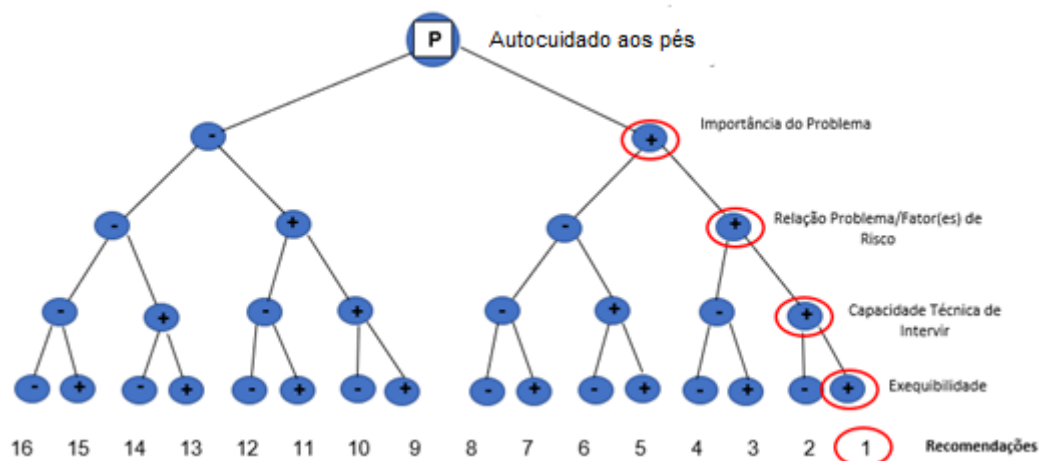 P Autocuidado aos pés
- + Importância do Problema
- + - + Relação Problema/Fator(es) de
Risco
- + - + - + - + Capacidade Técnica de
Intervir
- + - + - + - + - + - + - + - + Exequibilidade
16 15 14 13 12 11 10 9 8 7 6 5 4 3 2 1 Recomendações